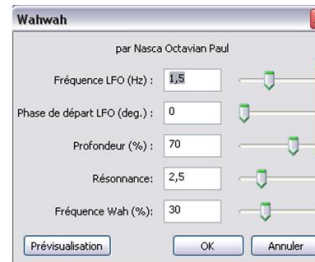 Wahwah
par Nasca Octavian Paul
Fréquence LFO (Hz) : 1,5
Phase de départ LFO (deg.) : 0
Profondeur (%) : 70
Résonnance: 2,5
Fréquence Wah (%): 30
Prévisualisation OK Annuler